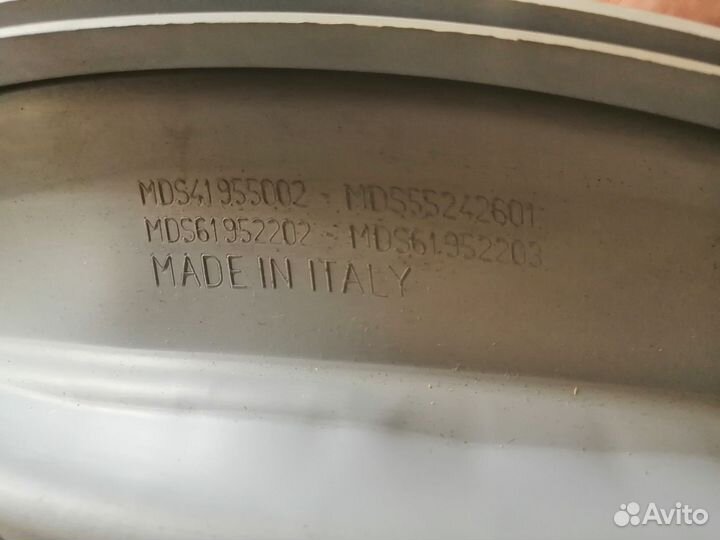 MDS41955002 - MDS55242601
MDS61952202 - MDS61952203
MADE IN ITALY
Avito